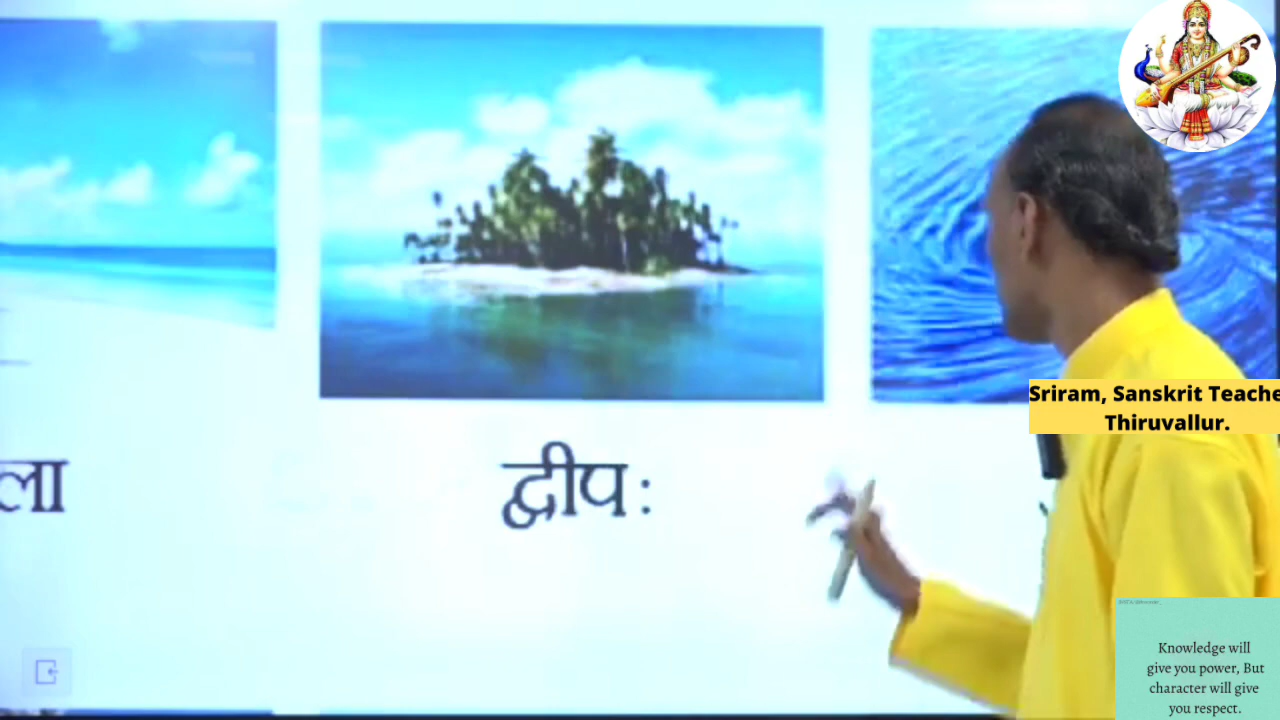 ला
द्वीप:
Sriram, Sanskrit Teache
Thiruvallur.
Knowledge will
give you power, But
character will give
you respect.